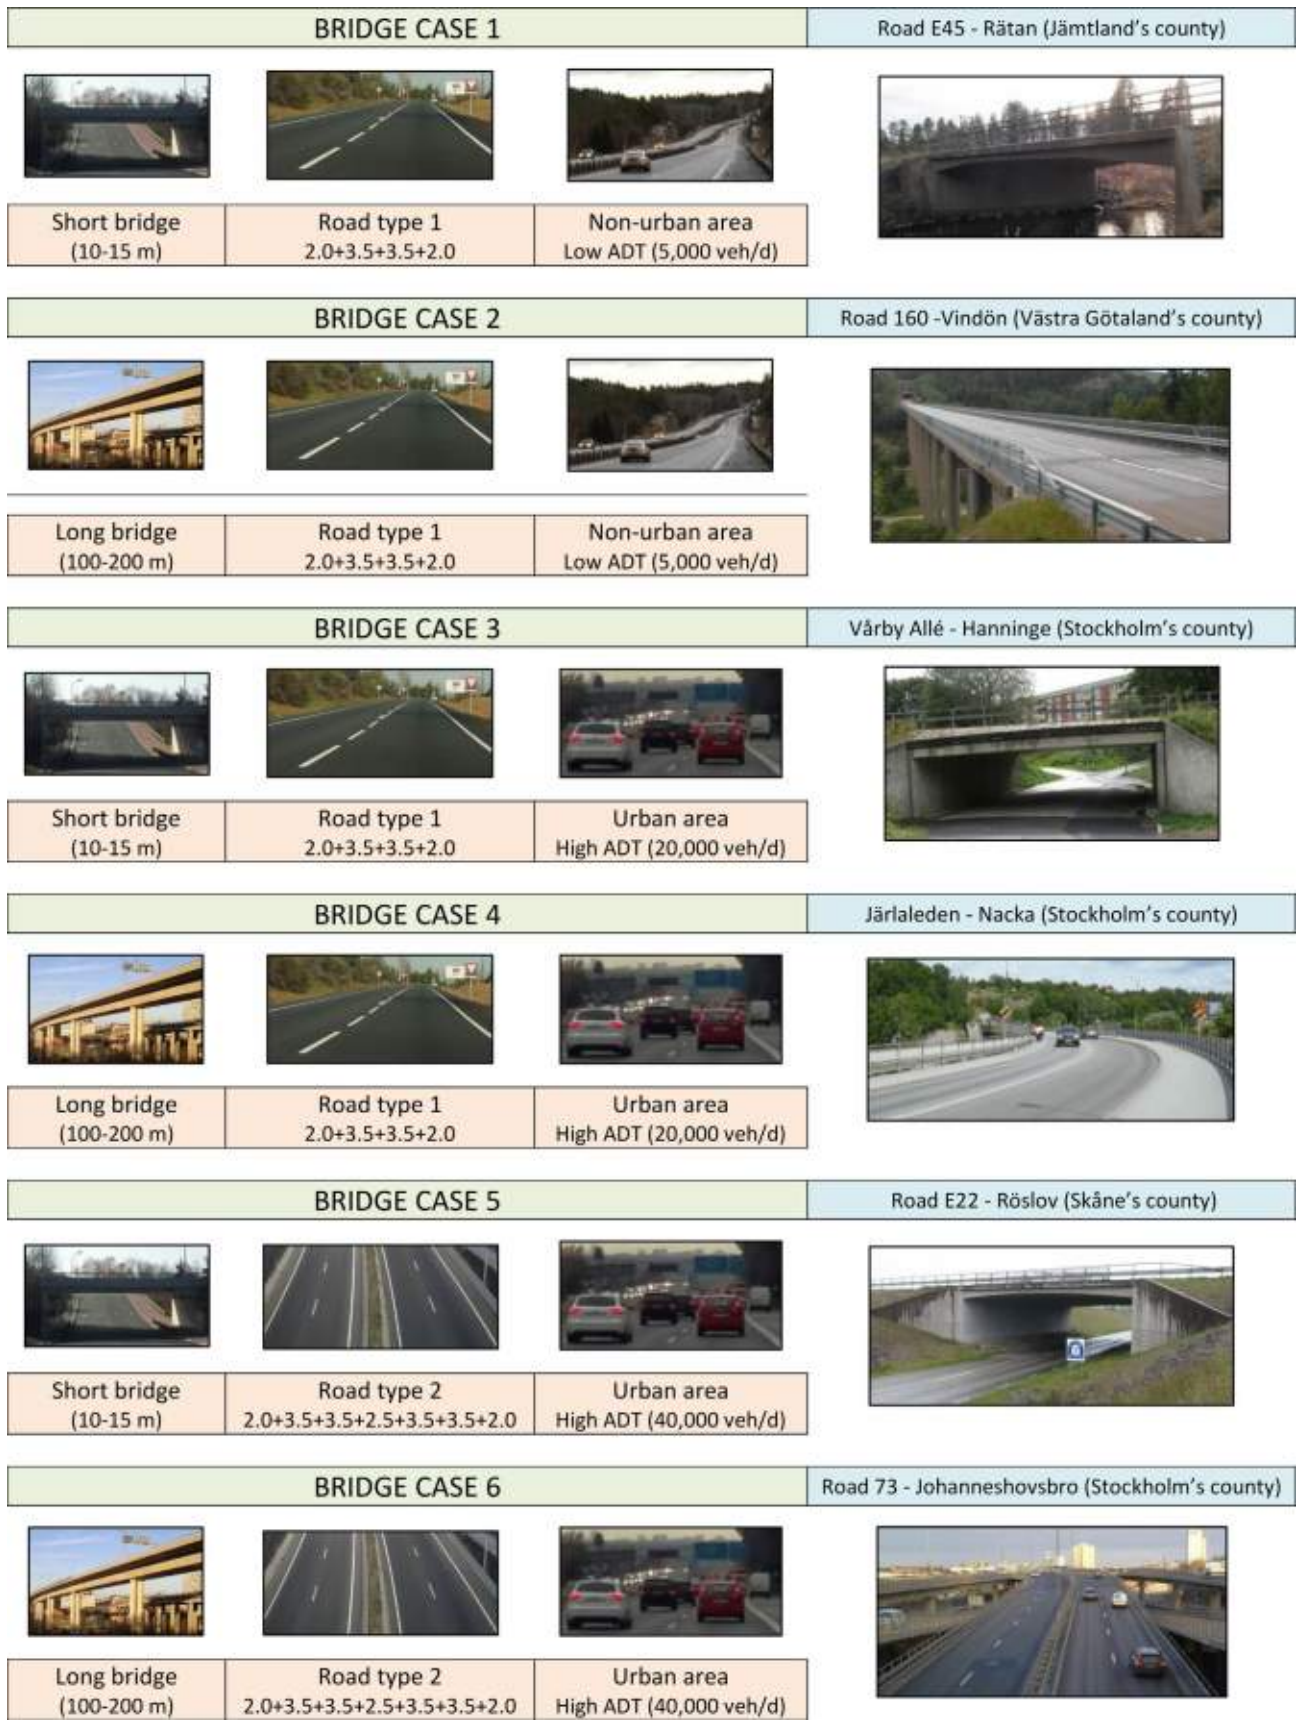 BRIDGE CASE 1
Road E45 - Rätan (Jämtland's county)
Short bridge
(10-15 m)
Road type 1
2.0+3.5+3.5+2.0
Non-urban area
Low ADT (5,000 veh/d)
BRIDGE CASE 2
Road 160 -Vindön (Västra Götaland's county)
Long bridge
(100-200 m)
Road type 1
2.0+3.5+3.5+2.0
Non-urban area
Low ADT (5,000 veh/d)
BRIDGE CASE 3
Vårby Allé - Hanninge (Stockholm's county)
Short bridge
(10-15 m)
Road type 1
2.0+3.5+3.5+2.0
Urban area
High ADT (20,000 veh/d)
BRIDGE CASE 4
Järlaleden - Nacka (Stockholm's county)
Long bridge
(100-200 m)
Road type 1
2.0+3.5+3.5+2.0
Urban area
High ADT (20,000 veh/d)
BRIDGE CASE 5
Road E22 - Röslov (Skåne's county)
Short bridge
(10-15 m)
Road type 2
2.0+3.5+3.5+2.5+3.5+3.5+2.0
Urban area
High ADT (40,000 veh/d)
BRIDGE CASE 6
Road 73 - Johanneshovsbro (Stockholm's county)
Long bridge
(100-200 m)
Road type 2
2.0+3.5+3.5+2.5+3.5+3.5+2.0
Urban area
High ADT (40,000 veh/d)